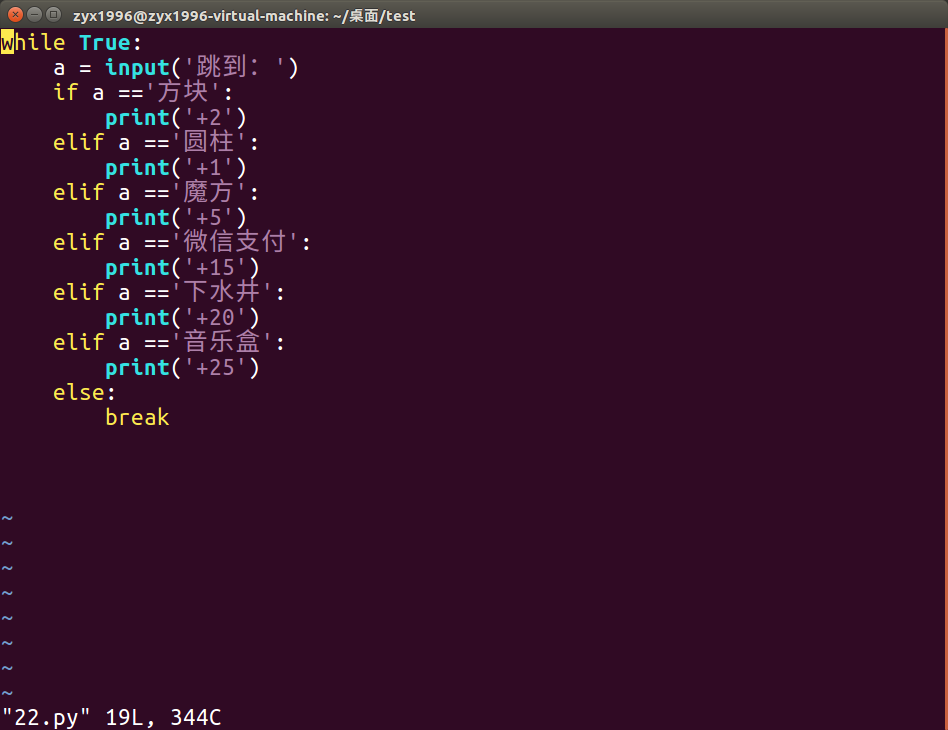 zyx1996@zyx1996-virtual-machine: ~/桌面/test
while True:
    a = input('跳到: ')
    if a =='方块':
        print('+2')
    elif a =='圆柱':
        print('+1')
    elif a =='魔方':
        print('+5')
    elif a =='微信支付':
        print('+15')
    elif a =='下水井':
        print('+20')
    elif a =='音乐盒':
        print('+25')
    else:
        break
~
~
~
~
~
~
~
~
"22.py" 19L, 344C